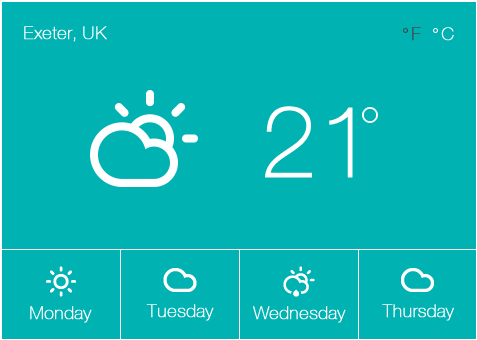 Exeter, UK
°F °C
21°
Monday
Tuesday
Wednesday
Thursday